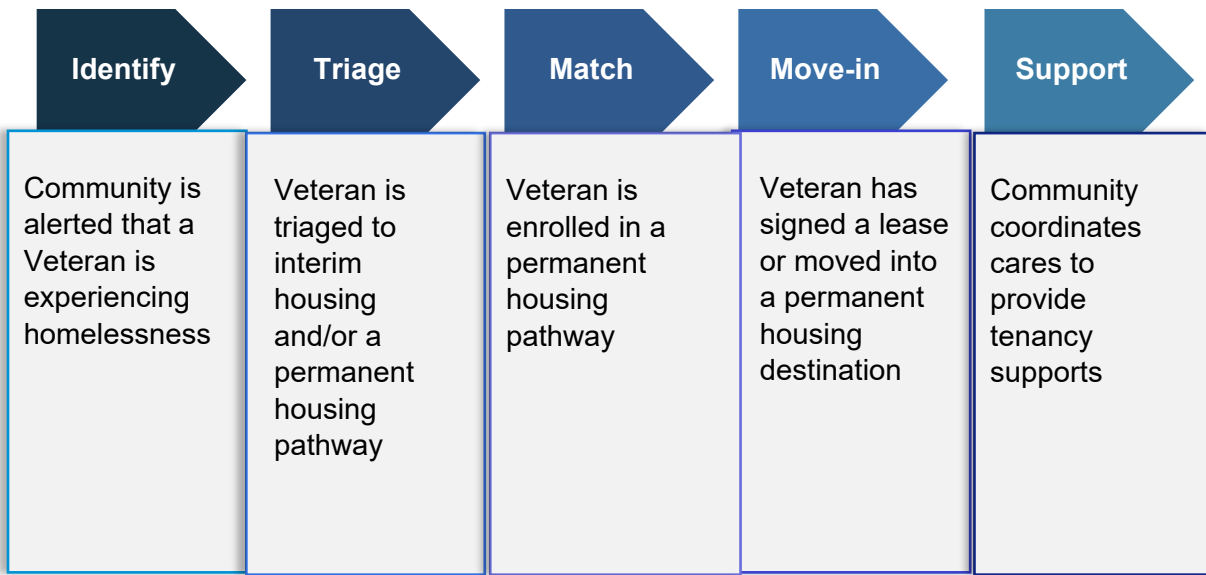 Identify
Triage
Match
Move-in
Support
Community is
alerted that a
Veteran is
experiencing
homelessness
Veteran is
triaged to
interim
housing
and/or a
permanent
housing
pathway
Veteran is
enrolled in a
permanent
housing
pathway
Veteran has
signed a lease
or moved into
a permanent
housing
destination
Community
coordinates
cares to
provide
tenancy
supports